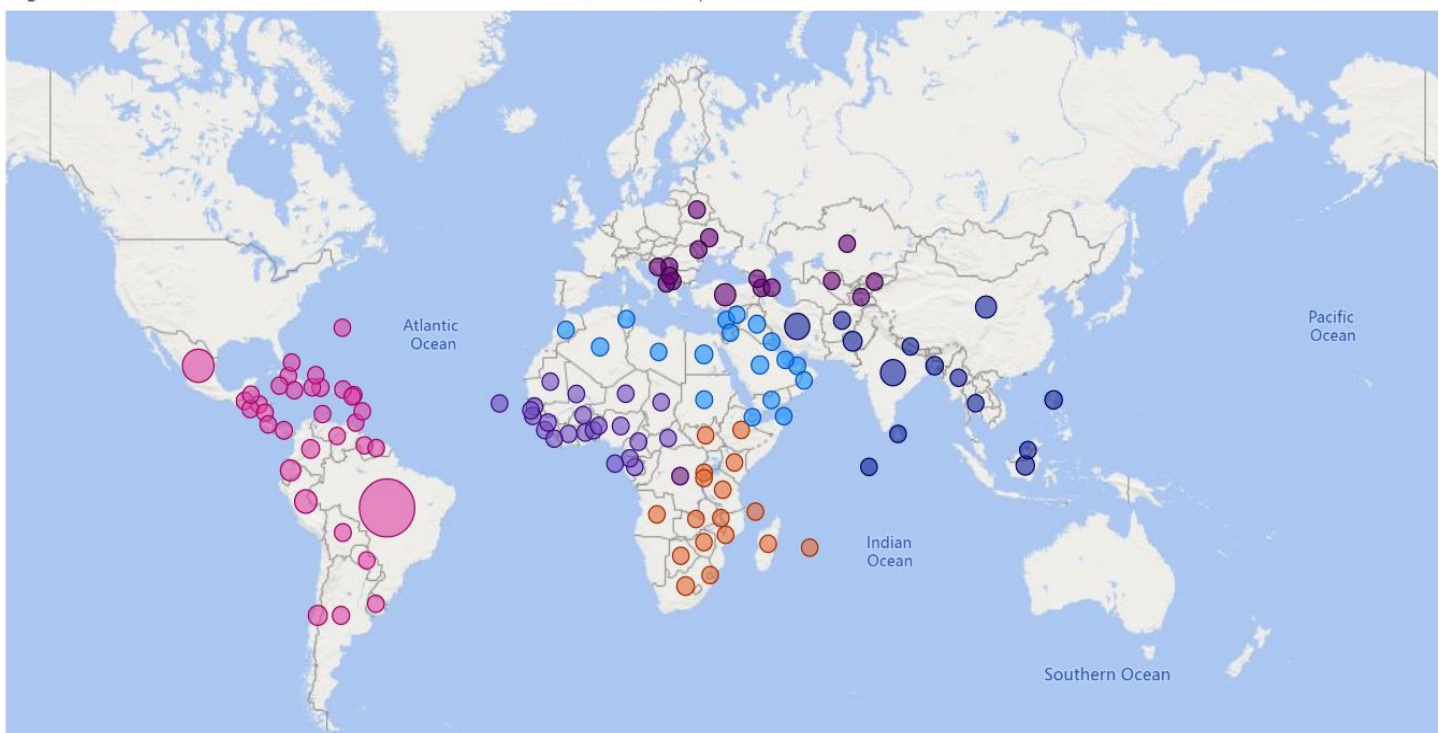 Atlantic
Ocean
Pacific
Ocean
Indian
Ocean
Southern Ocean